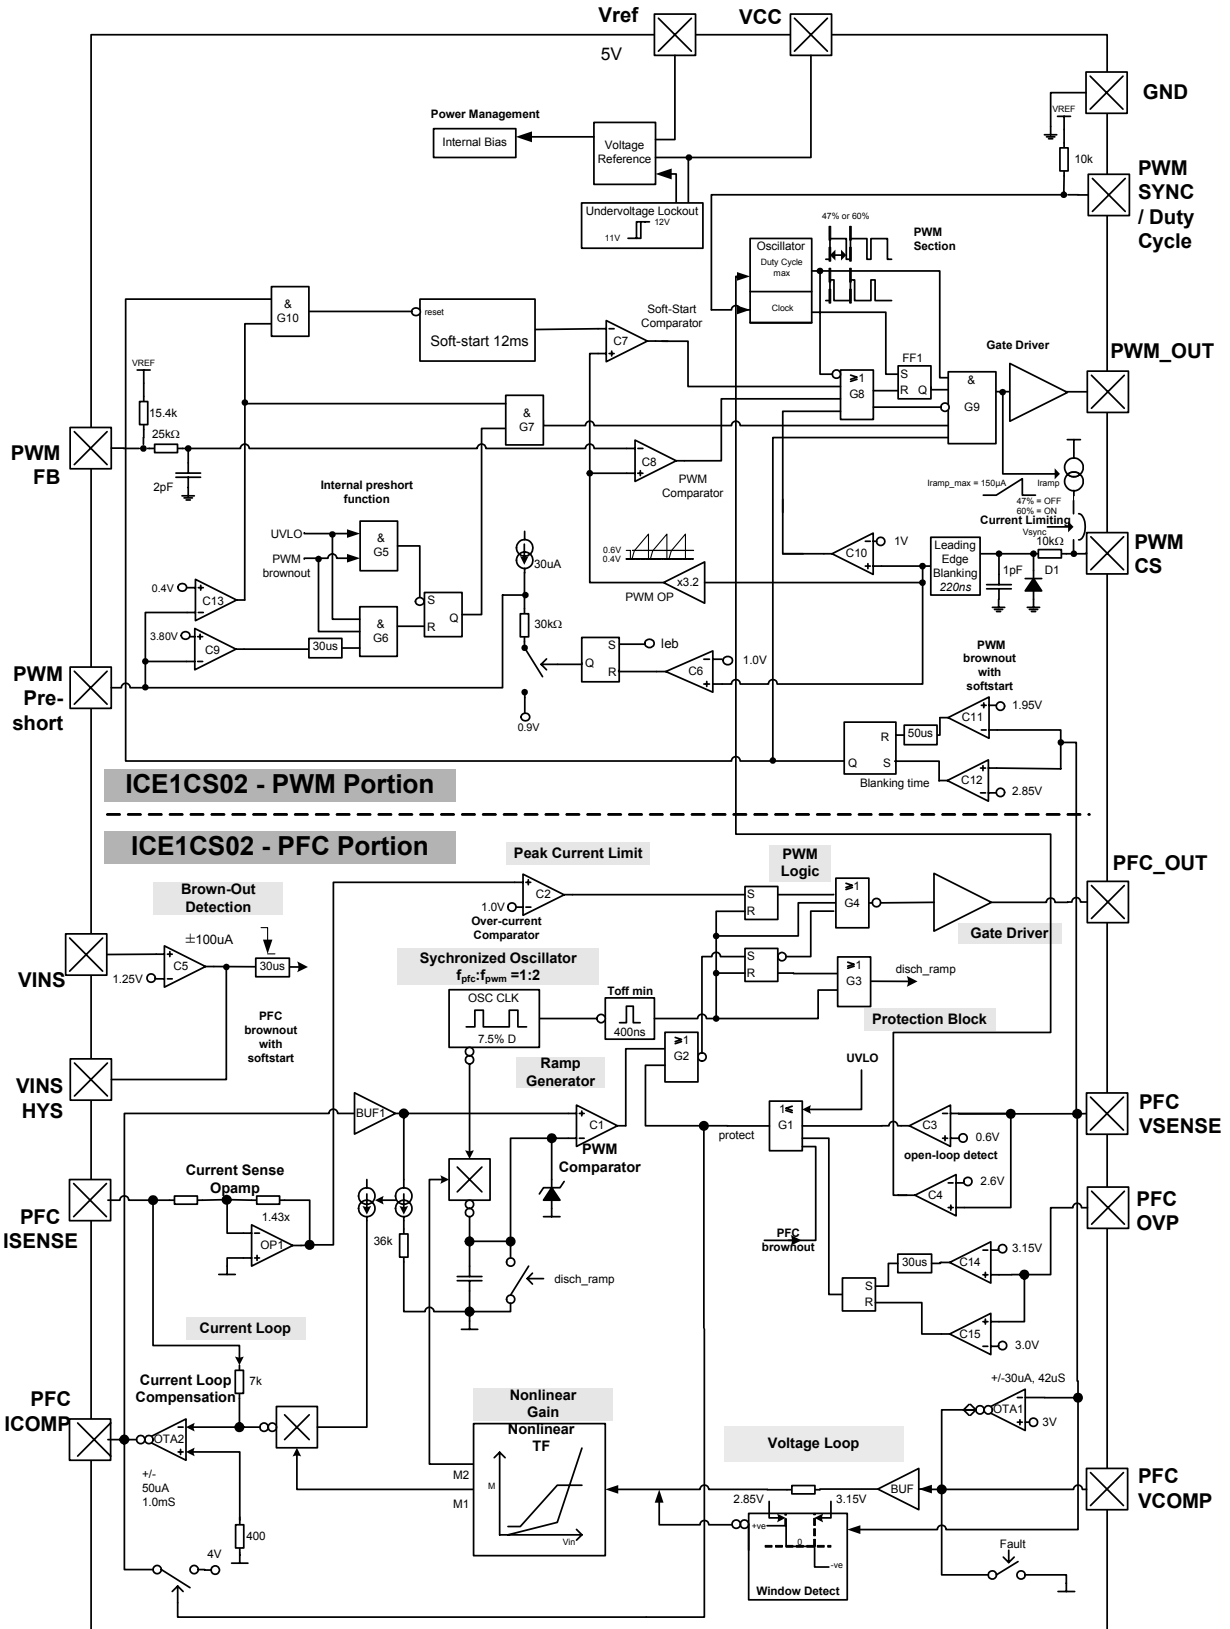 Vref
VCC
5V
GND
Power Management
VREF
Internal Bias
Voltage
Reference
10k
PWM
SYNC
/ Duty
Cycle
Undervoltage Lockout
12V
11V
47% or 60%
PWM
Section
Oscillator
Duty Cycle
max
Clock
&
G10
reset
Soft-start 12ms
Soft-Start
Comparator
C7
VREF
Gate Driver
PWM_OUT
FF1
≥1
G8
S
R
Q
&
G9
15.4k
25kΩ
&
G7
PWM
FB
2pF
C8
PWM
Comparator
Internal preshort
function
Iramp_max = 150µA
Iramp
47% = OFF
60% = ON
Current Limiting
Vsync
10kΩ
UVLO
PWM
brownout
&
G5
30uA
0.6V
0.4V
x3.2
PWM OP
C10
1V
Leading
Edge
Blanking
220ns
1pF
D1
PWM
CS
0.4V
C13
S
R
Q
3.80V
C9
30us
&
G6
30kΩ
S
Q
R
leb
C6
1.0V
PWM
brownout
with
softstart
PWM
Pre-
short
0.9V
C11
1.95V
50us
R
Q
S
Blanking time
C12
2.85V
ICE1CS02 - PWM Portion
ICE1CS02 - PFC Portion
Peak Current Limit
PWM
Logic
PFC_OUT
Brown-Out
Detection
C2
1.0V
Over-current
Comparator
S
R
≥1
G4
Gate Driver
±100uA
VINS
1.25V
C5
30us
Sychronized Oscillator
fpfc:fpwm =1:2
S
R
≥1
G3
disch_ramp
OSC CLK
7.5% D
Toff min
400ns
PFC
brownout
with
softstart
Protection Block
≥1
G2
UVLO
Ramp
Generator
VINS
HYS
BUF1
C1
PWM
Comparator
protect
1≤
G1
C3
0.6V
open-loop detect
PFC
VSENSE
Current Sense
Opamp
1.43x
OP1
PFC
ISENSE
C4
2.6V
PFC
OVP
36k
disch_ramp
PFC
brownout
30us
C14
3.15V
S
R
C15
3.0V
Current Loop
7k
Current Loop
Compensation
+/-30uA, 42uS
OTA1
3V
PFC
ICOMP
OTA2
+/-
50uA
1.0mS
Nonlinear
Gain
Nonlinear
TF
M
Vin
M2
M1
Voltage Loop
BUF
PFC
VCOMP
2.85V
3.15V
+ve
0
-ve
Window Detect
400
4V
Fault